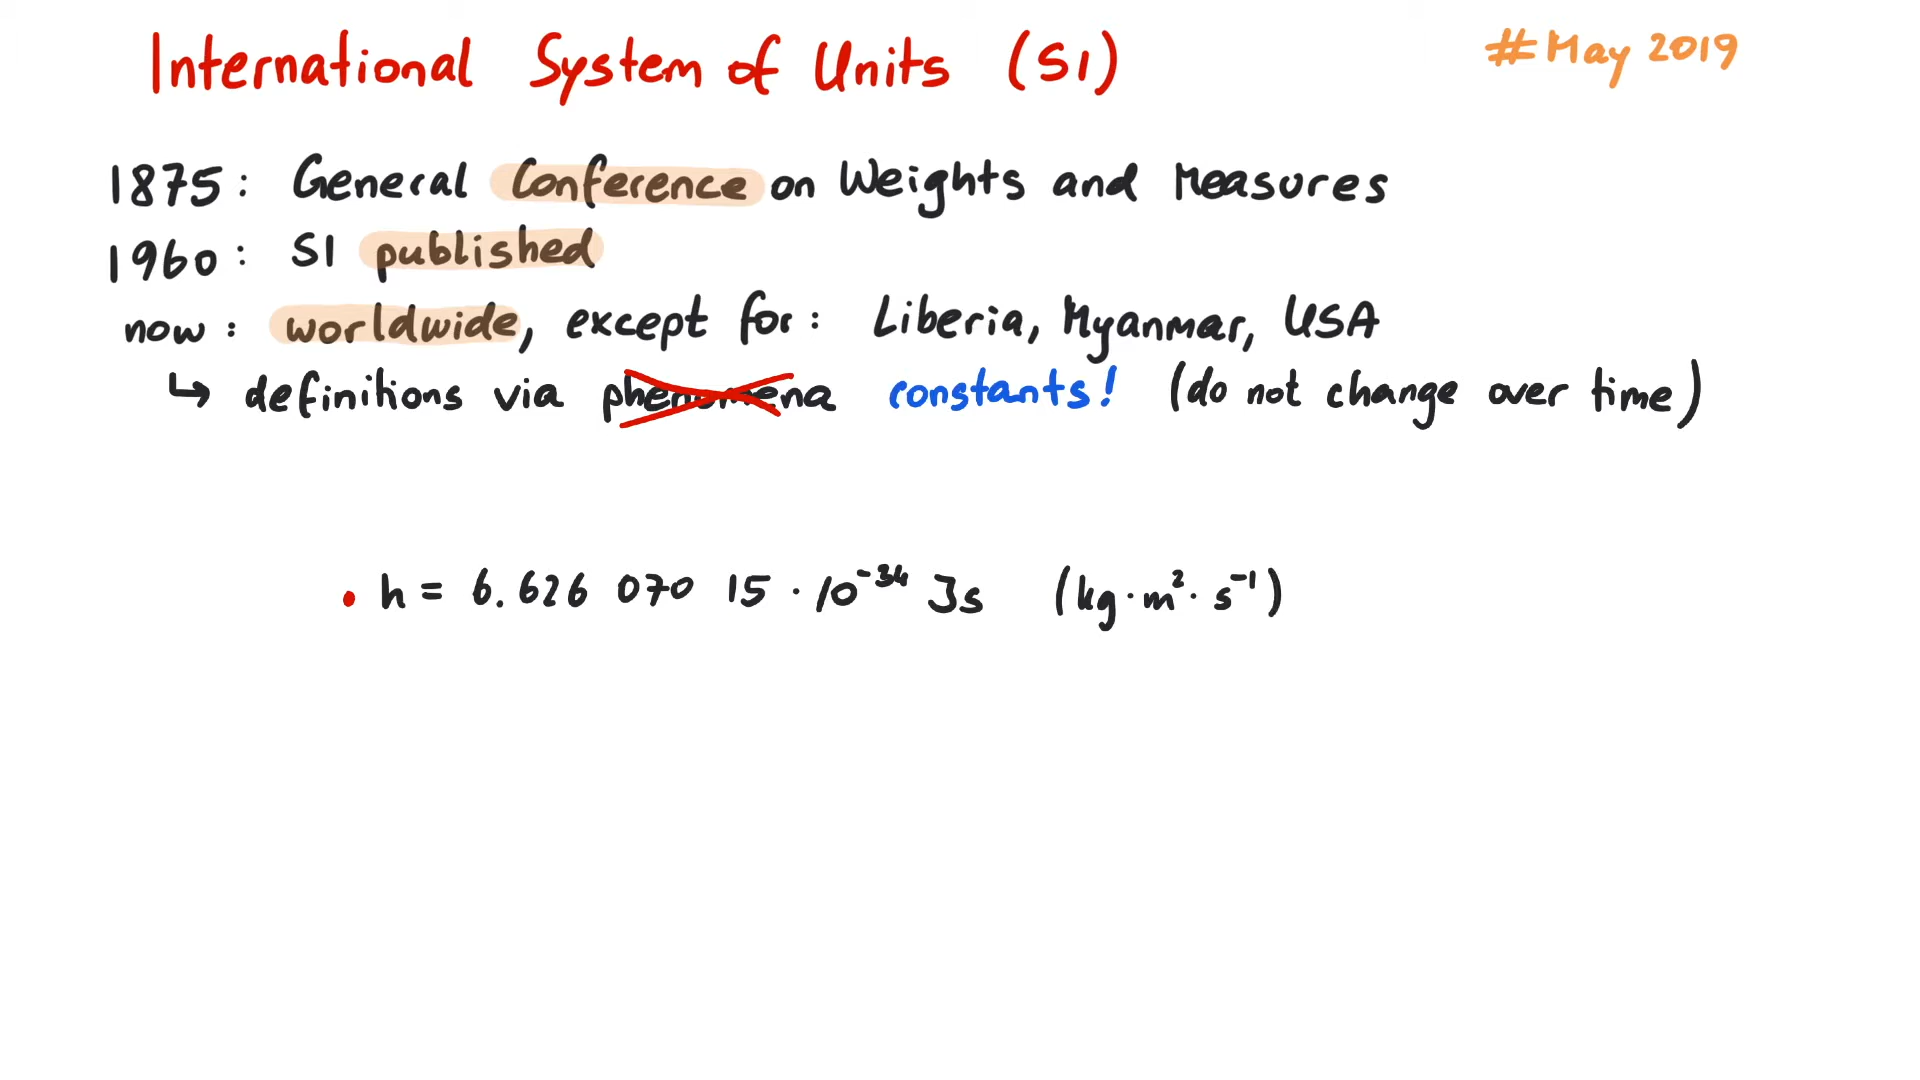 International System of Units (SI)
#May 2019
1875: General Conference on Weights and Measures
1960: SI published
now: worldwide, except for: Liberia, Myanmar, USA
↳ definitions via phenomena constants! (do not change over time)
• h = 6.626 070 15 · 10⁻³⁴ Js (kg·m²·s⁻¹)